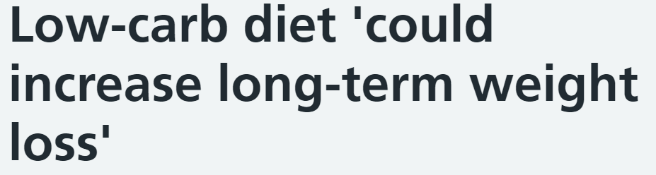 Low-carb diet 'could
increase long-term weight
loss'